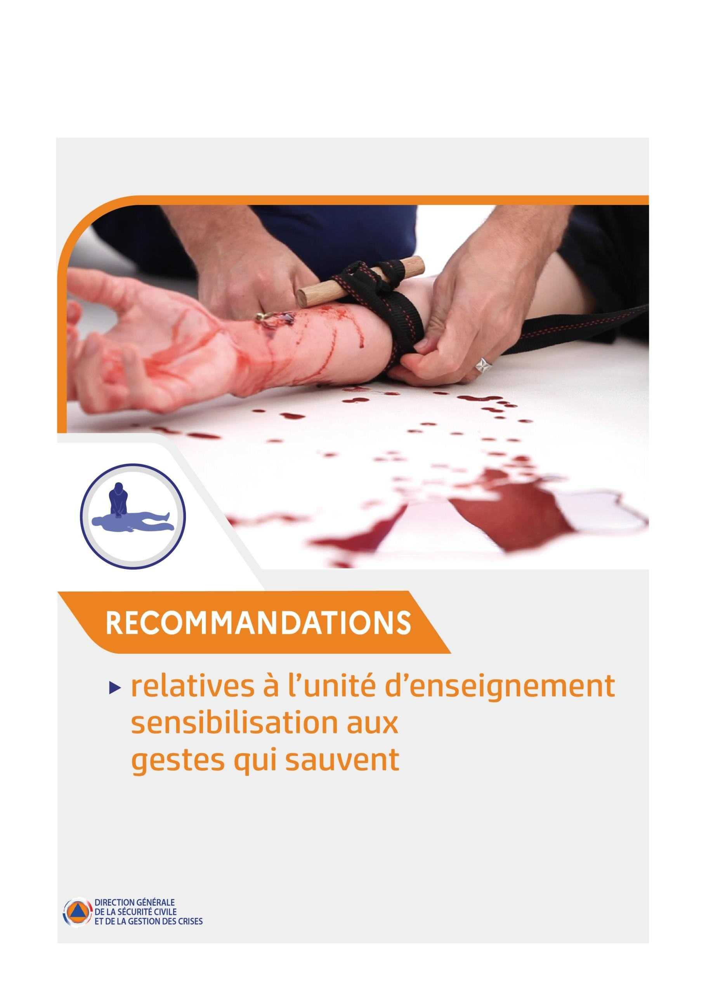 RECOMMANDATIONS
relatives à l’unité d’enseignement
sensibilisation aux
gestes qui sauvent
DIRECTION GÉNÉRALE
DE LA SÉCURITÉ CIVILE
ET DE LA GESTION DES CRISES